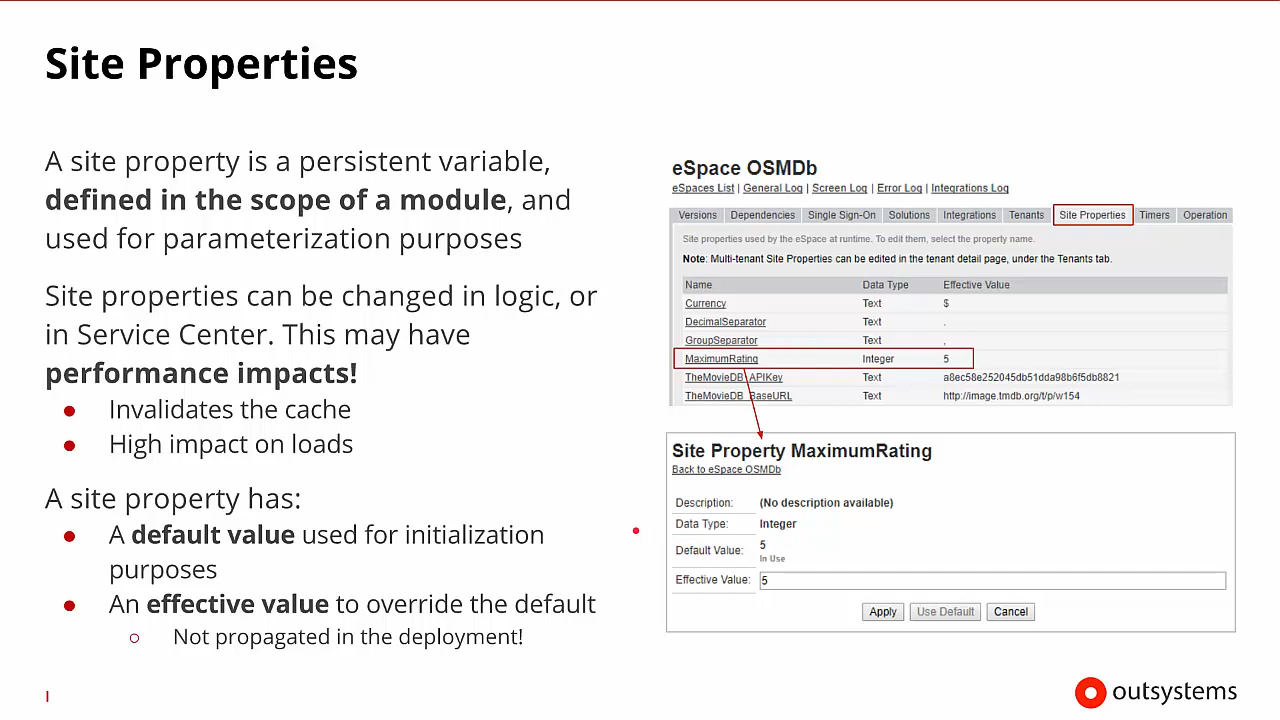 Site Properties
A site property is a persistent variable,
defined in the scope of a module, and
used for parameterization purposes
Site properties can be changed in logic, or
in Service Center. This may have
performance impacts!
● Invalidates the cache
● High impact on loads
A site property has:
● A default value used for initialization
purposes
● An effective value to override the default
○ Not propagated in the deployment!
eSpace OSMDb
eSpaces List | General Log | Screen Log | Error Log | Integrations Log
Versions Dependencies Single Sign-On Solutions Integrations Tenants Site Properties Timers Operation
Site properties used by the eSpace at runtime. To edit them, select the property name.
Note: Multi-tenant Site Properties can be edited in the tenant detail page, under the Tenants tab.
Name Data Type Effective Value
Currency Text $
DecimalSeparator Text .
GroupSeparator Text ,
MaximumRating Integer 5
TheMovieDB_APIKey Text a8ec58e252045db51dda98b6f5db8821
TheMovieDB_BaseURL Text http://image.tmdb.org/t/p/w154
Site Property MaximumRating
Back to eSpace OSMDb
Description: (No description available)
Data Type: Integer
Default Value: 5
In Use
Effective Value: 5
Apply Use Default Cancel
outsystems